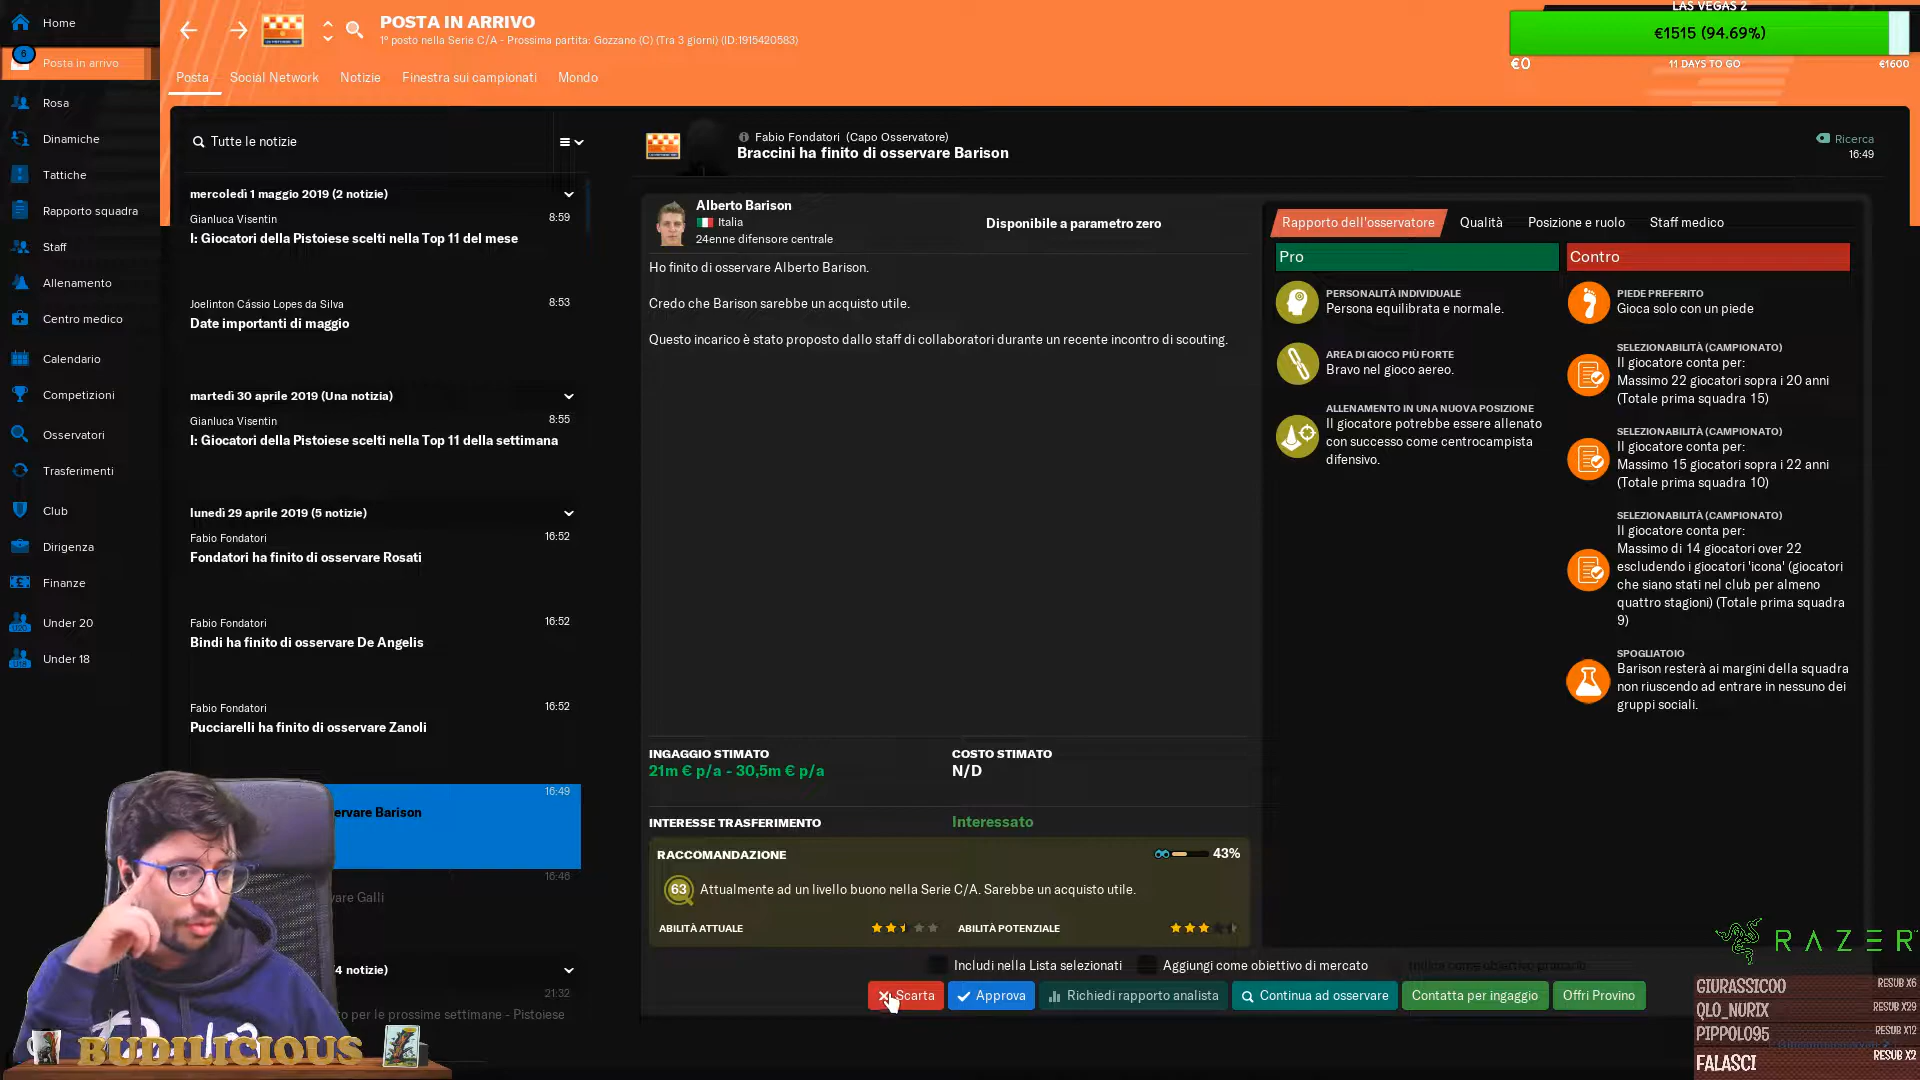 Home
6
Posta in arrivo
Rosa
Dinamiche
Tattiche
Rapporto squadra
Staff
Allenamento
Centro medico
Calendario
Competizioni
Osservatori
Trasferimenti
Club
Dirigenza
Finanze
Under 20
Under 18
POSTA IN ARRIVO
1° posto nella Serie C/A - Prossima partita: Gozzano (C) (Tra 3 giorni) (ID:1915420583)
Posta
Social Network
Notizie
Finestra sui campionati
Mondo
LAS VEGAS 2
€1515 (94.69%)
€0
11 DAYS TO GO
€1600
Tutte le notizie
mercoledì 1 maggio 2019 (2 notizie)
Gianluca Visentin
8:59
I: Giocatori della Pistoiese scelti nella Top 11 del mese
Joelinton Cássio Lopes da Silva
8:53
Date importanti di maggio
martedì 30 aprile 2019 (Una notizia)
Gianluca Visentin
8:55
I: Giocatori della Pistoiese scelti nella Top 11 della settimana
lunedì 29 aprile 2019 (5 notizie)
Fabio Fondatori
16:52
Fondatori ha finito di osservare Rosati
Fabio Fondatori
16:52
Bindi ha finito di osservare De Angelis
Fabio Fondatori
16:52
Pucciarelli ha finito di osservare Zanoli
16:49
ervare Barison
16:46
vare Galli
4 notizie)
21:32
to per le prossime settimane - Pistoiese
Fabio Fondatori (Capo Osservatore)
Braccini ha finito di osservare Barison
Ricerca
16:49
Alberto Barison
Italia
24enne difensore centrale
Disponibile a parametro zero
Ho finito di osservare Alberto Barison.
Credo che Barison sarebbe un acquisto utile.
Questo incarico è stato proposto dallo staff di collaboratori durante un recente incontro di scouting.
INGAGGIO STIMATO
21m € p/a - 30,5m € p/a
COSTO STIMATO
N/D
INTERESSE TRASFERIMENTO
Interessato
RACCOMANDAZIONE
43%
63
Attualmente ad un livello buono nella Serie C/A. Sarebbe un acquisto utile.
ABILITÀ ATTUALE
ABILITÀ POTENZIALE
Includi nella Lista selezionati
Aggiungi come obiettivo di mercato
Scarta
Approva
Richiedi rapporto analista
Continua ad osservare
Contatta per ingaggio
Offri Provino
Rapporto dell'osservatore
Qualità
Posizione e ruolo
Staff medico
Pro
PERSONALITÀ INDIVIDUALE
Persona equilibrata e normale.
AREA DI GIOCO PIÙ FORTE
Bravo nel gioco aereo.
ALLENAMENTO IN UNA NUOVA POSIZIONE
Il giocatore potrebbe essere allenato
con successo come centrocampista
difensivo.
Contro
PIEDE PREFERITO
Gioca solo con un piede
SELEZIONABILITÀ (CAMPIONATO)
Il giocatore conta per:
Massimo 22 giocatori sopra i 20 anni
(Totale prima squadra 15)
SELEZIONABILITÀ (CAMPIONATO)
Il giocatore conta per:
Massimo 15 giocatori sopra i 22 anni
(Totale prima squadra 10)
SELEZIONABILITÀ (CAMPIONATO)
Il giocatore conta per:
Massimo di 14 giocatori over 22
escludendo i giocatori 'icona' (giocatori
che siano stati nel club per almeno
quattro stagioni) (Totale prima squadra
9)
SPOGLIATOIO
Barison resterà ai margini della squadra
non riuscendo ad entrare in nessuno dei
gruppi sociali.
BUDILICIOUS
RAZER
GIURASSICOO RESUB X6
QLO_NURIX RESUB X29
PIPPOLO95 RESUB X12
FALASCI RESUB X2